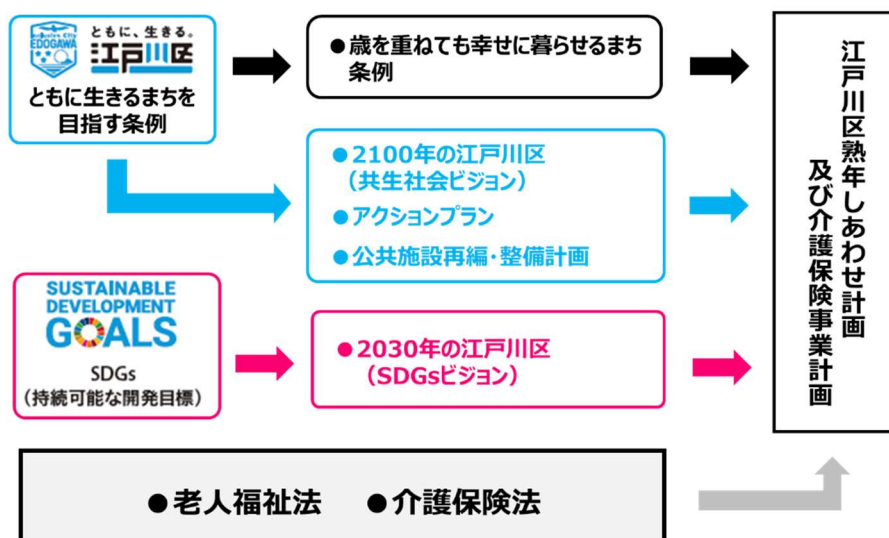 ともに、生きる。
EDOGAWA
江戸川区
ともに生きるまちを
目指す条例
●歳を重ねても幸せに暮らせるまち
条例
●2100年の江戸川区
（共生社会ビジョン）
●アクションプラン
●公共施設再編・整備計画
SUSTAINABLE
DEVELOPMENT
GOALS
SDGs
（持続可能な開発目標）
●2030年の江戸川区
（SDGsビジョン）
●老人福祉法 ●介護保険法
江戸川区熟年しあわせ計画
及び介護保険事業計画